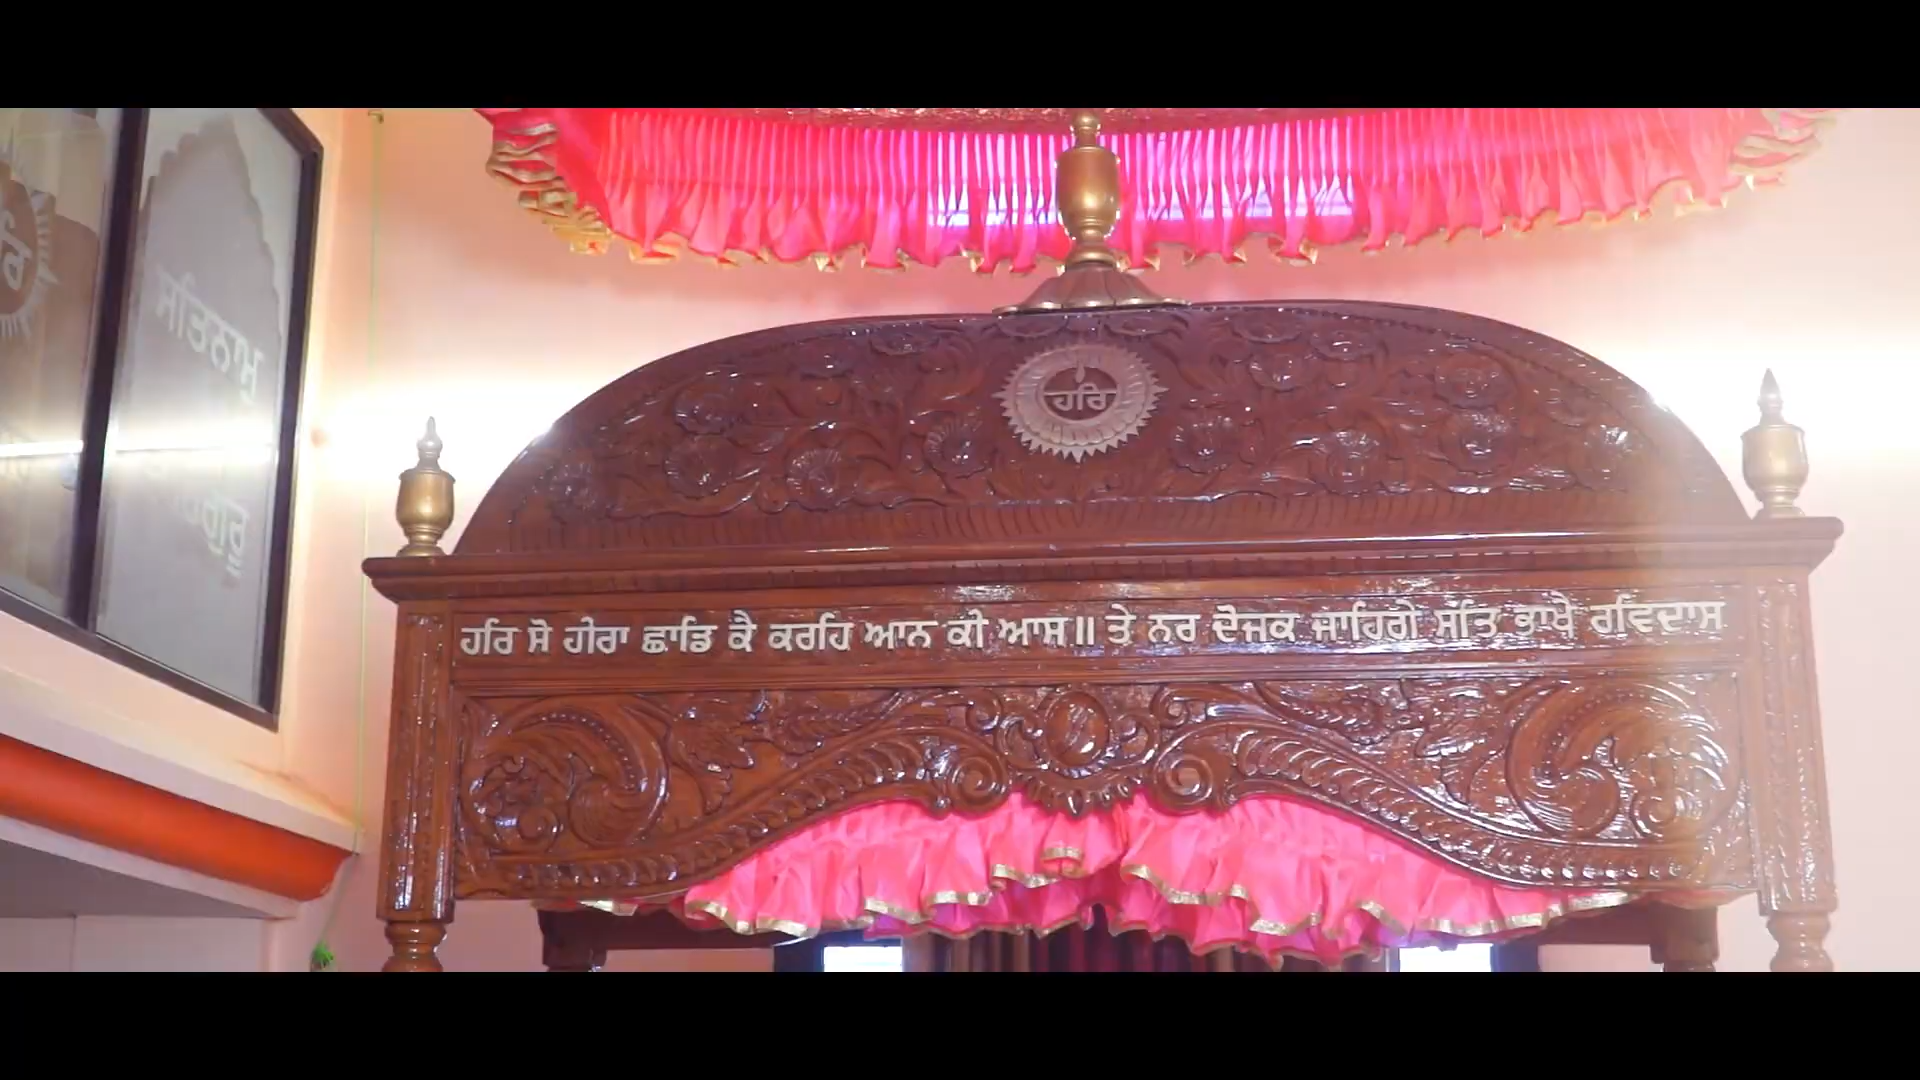 ਸਤਿਨਾਮੁ
ਹਰਿ
ਹਰਿ ਸੋ ਹੀਰਾ ਛਾਡਿ ਕੈ ਕਰਹਿ ਆਨ ਕੀ ਆਸ॥ ਤੇ ਨਰ ਦੋਜਕ ਜਾਹਿਗੇ ਸਤਿ ਭਾਖੈ ਰਵਿਦਾਸ